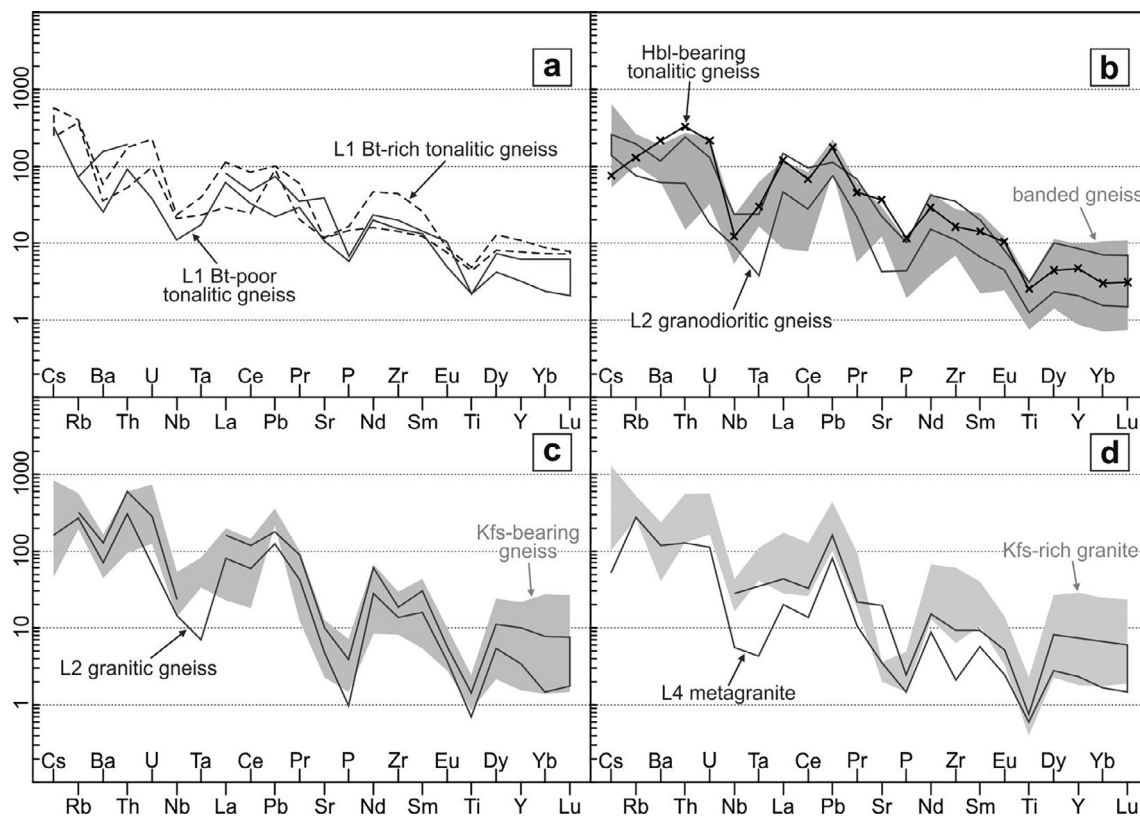 a
b
1000
100
10
1
L1 Bt-rich tonalitic gneiss
L1 Bt-poor
tonalitic gneiss
Hbl-bearing
tonalitic gneiss
banded gneiss
L2 granodioritic gneiss
Cs Ba U Ta Ce Pr P Zr Eu Dy Yb
Rb Th Nb La Pb Sr Nd Sm Ti Y Lu
Cs Ba U Ta Ce Pr P Zr Eu Dy Yb
Rb Th Nb La Pb Sr Nd Sm Ti Y Lu
c
d
1000
100
10
1
Kfs-bearing
gneiss
L2 granitic gneiss
Kfs-rich granite
L4 metagranite
Cs Ba U Ta Ce Pr P Zr Eu Dy Yb
Rb Th Nb La Pb Sr Nd Sm Ti Y Lu
Cs Ba U Ta Ce Pr P Zr Eu Dy Yb
Rb Th Nb La Pb Sr Nd Sm Ti Y Lu